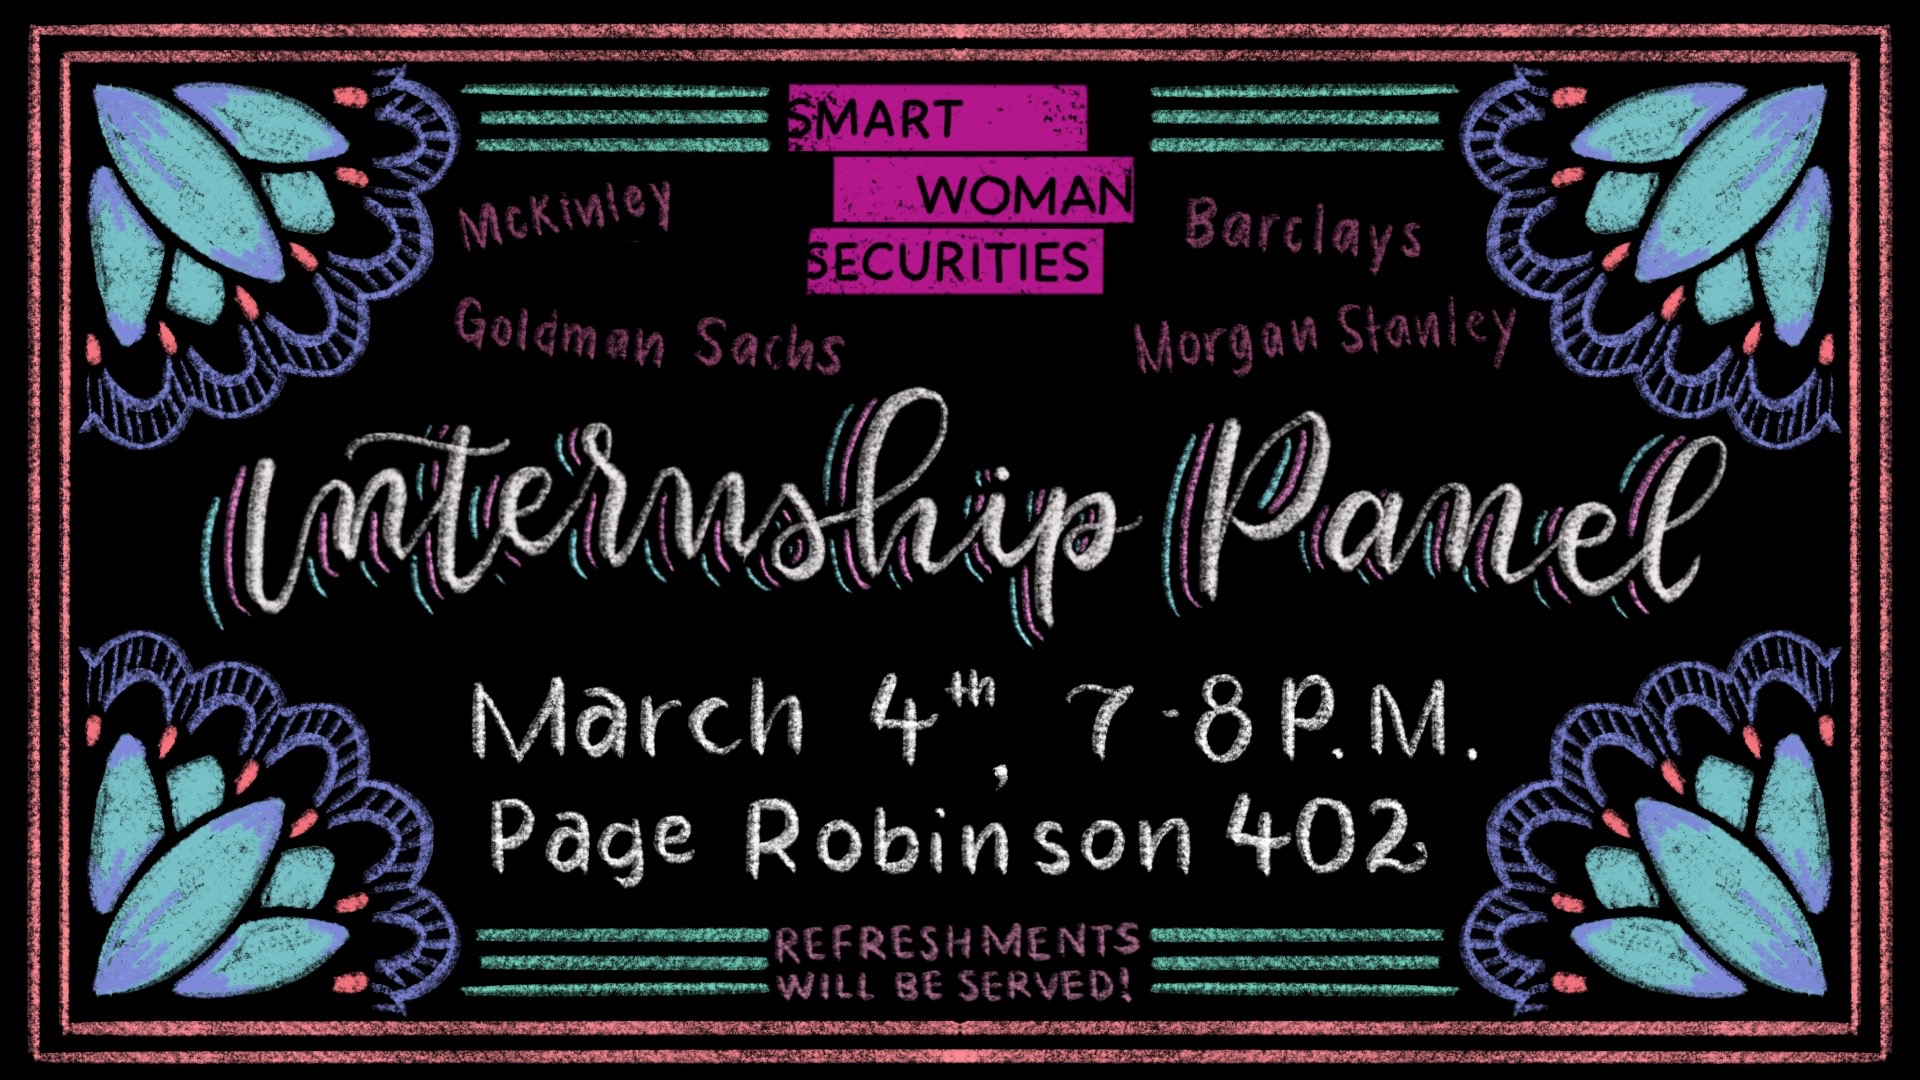 SMART
WOMAN
SECURITIES
McKinley
Barclays
Goldman Sachs
Morgan Stanley
Internship Panel
March 4th, 7-8 P.M.
Page Robinson 402
REFRESHMENTS
WILL BE SERVED!